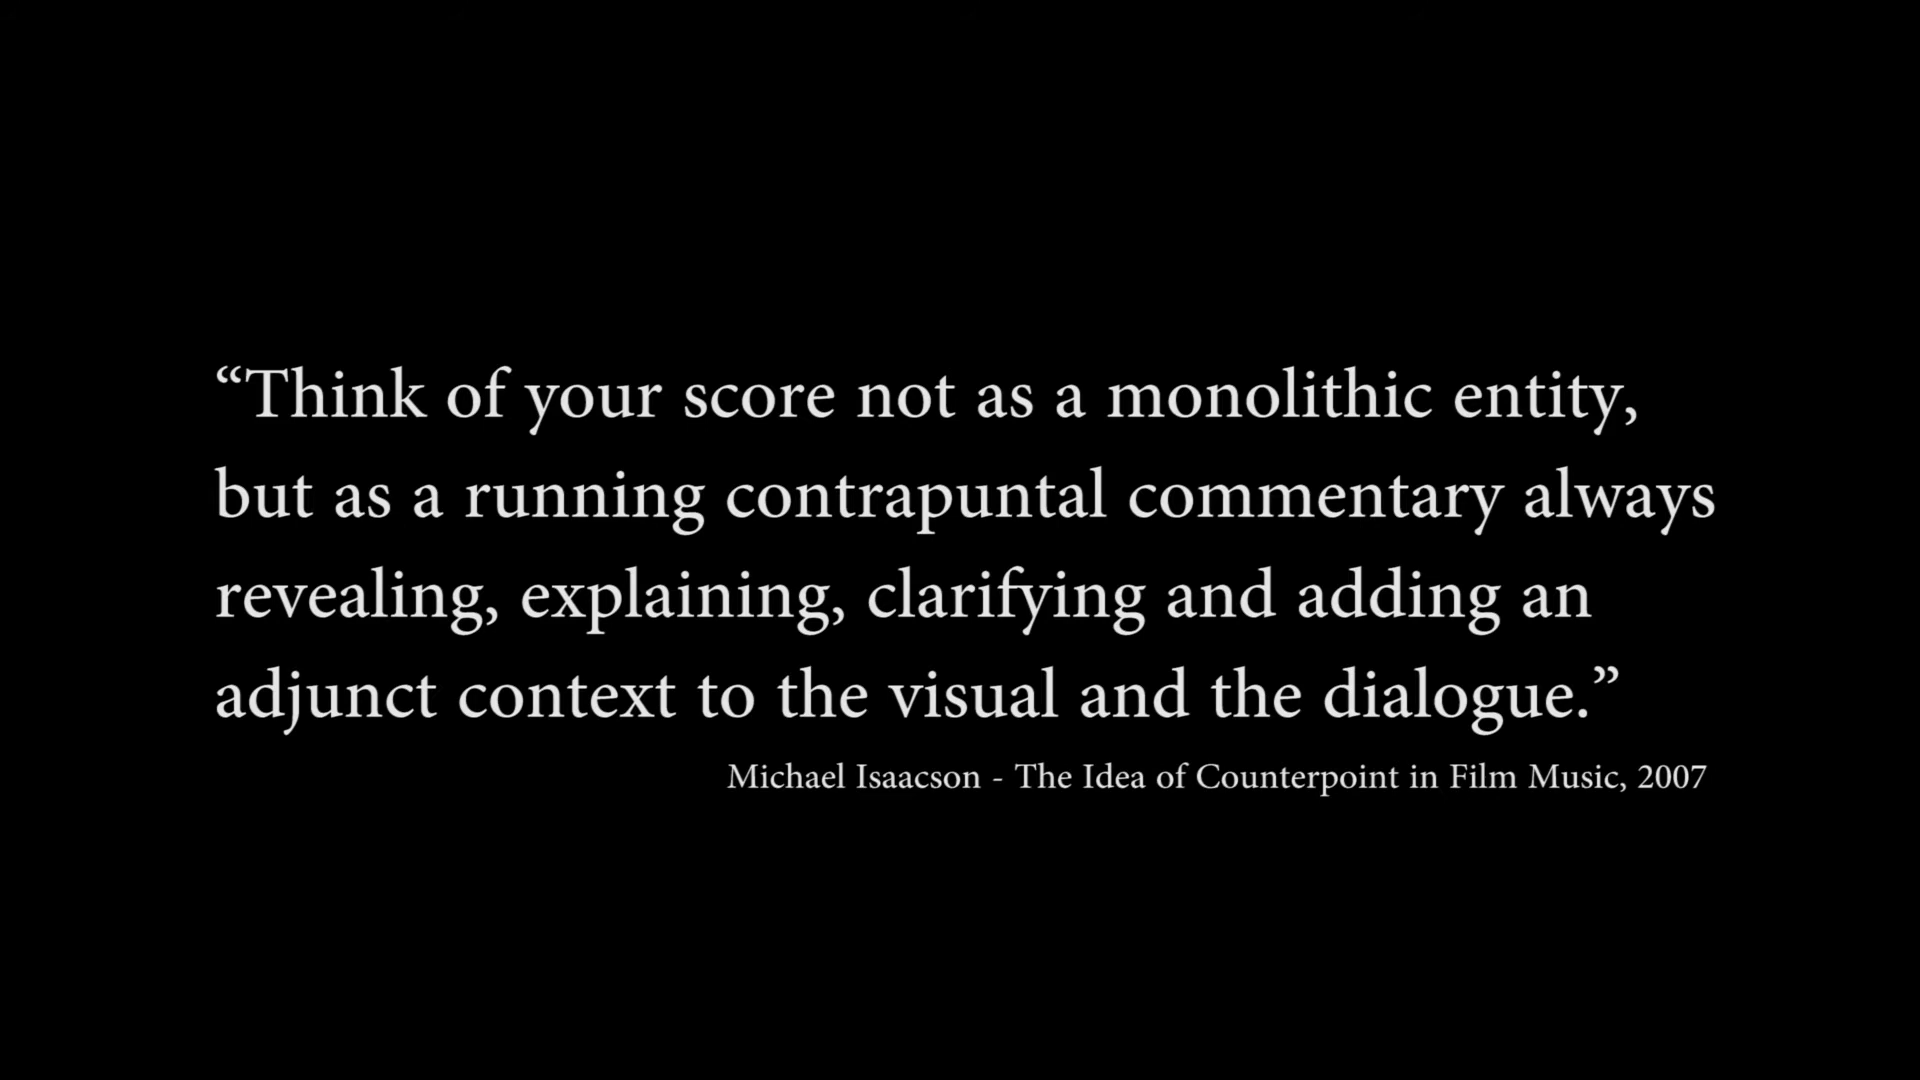 “Think of your score not as a monolithic entity,
but as a running contrapuntal commentary always
revealing, explaining, clarifying and adding an
adjunct context to the visual and the dialogue.”
Michael Isaacson - The Idea of Counterpoint in Film Music, 2007